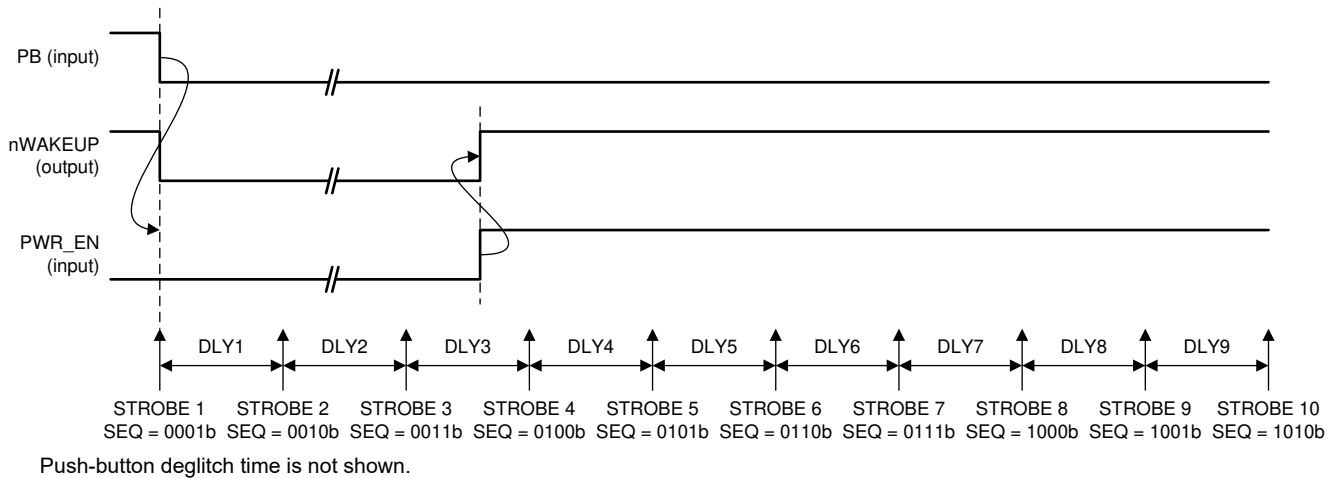 PB (input)
nWAKEUP
(output)
PWR_EN
(input)
DLY1 DLY2 DLY3 DLY4 DLY5 DLY6 DLY7 DLY8 DLY9
STROBE 1 STROBE 2 STROBE 3 STROBE 4 STROBE 5 STROBE 6 STROBE 7 STROBE 8 STROBE 9 STROBE 10
SEQ = 0001b SEQ = 0010b SEQ = 0011b SEQ = 0100b SEQ = 0101b SEQ = 0110b SEQ = 0111b SEQ = 1000b SEQ = 1001b SEQ = 1010b
Push-button deglitch time is not shown.